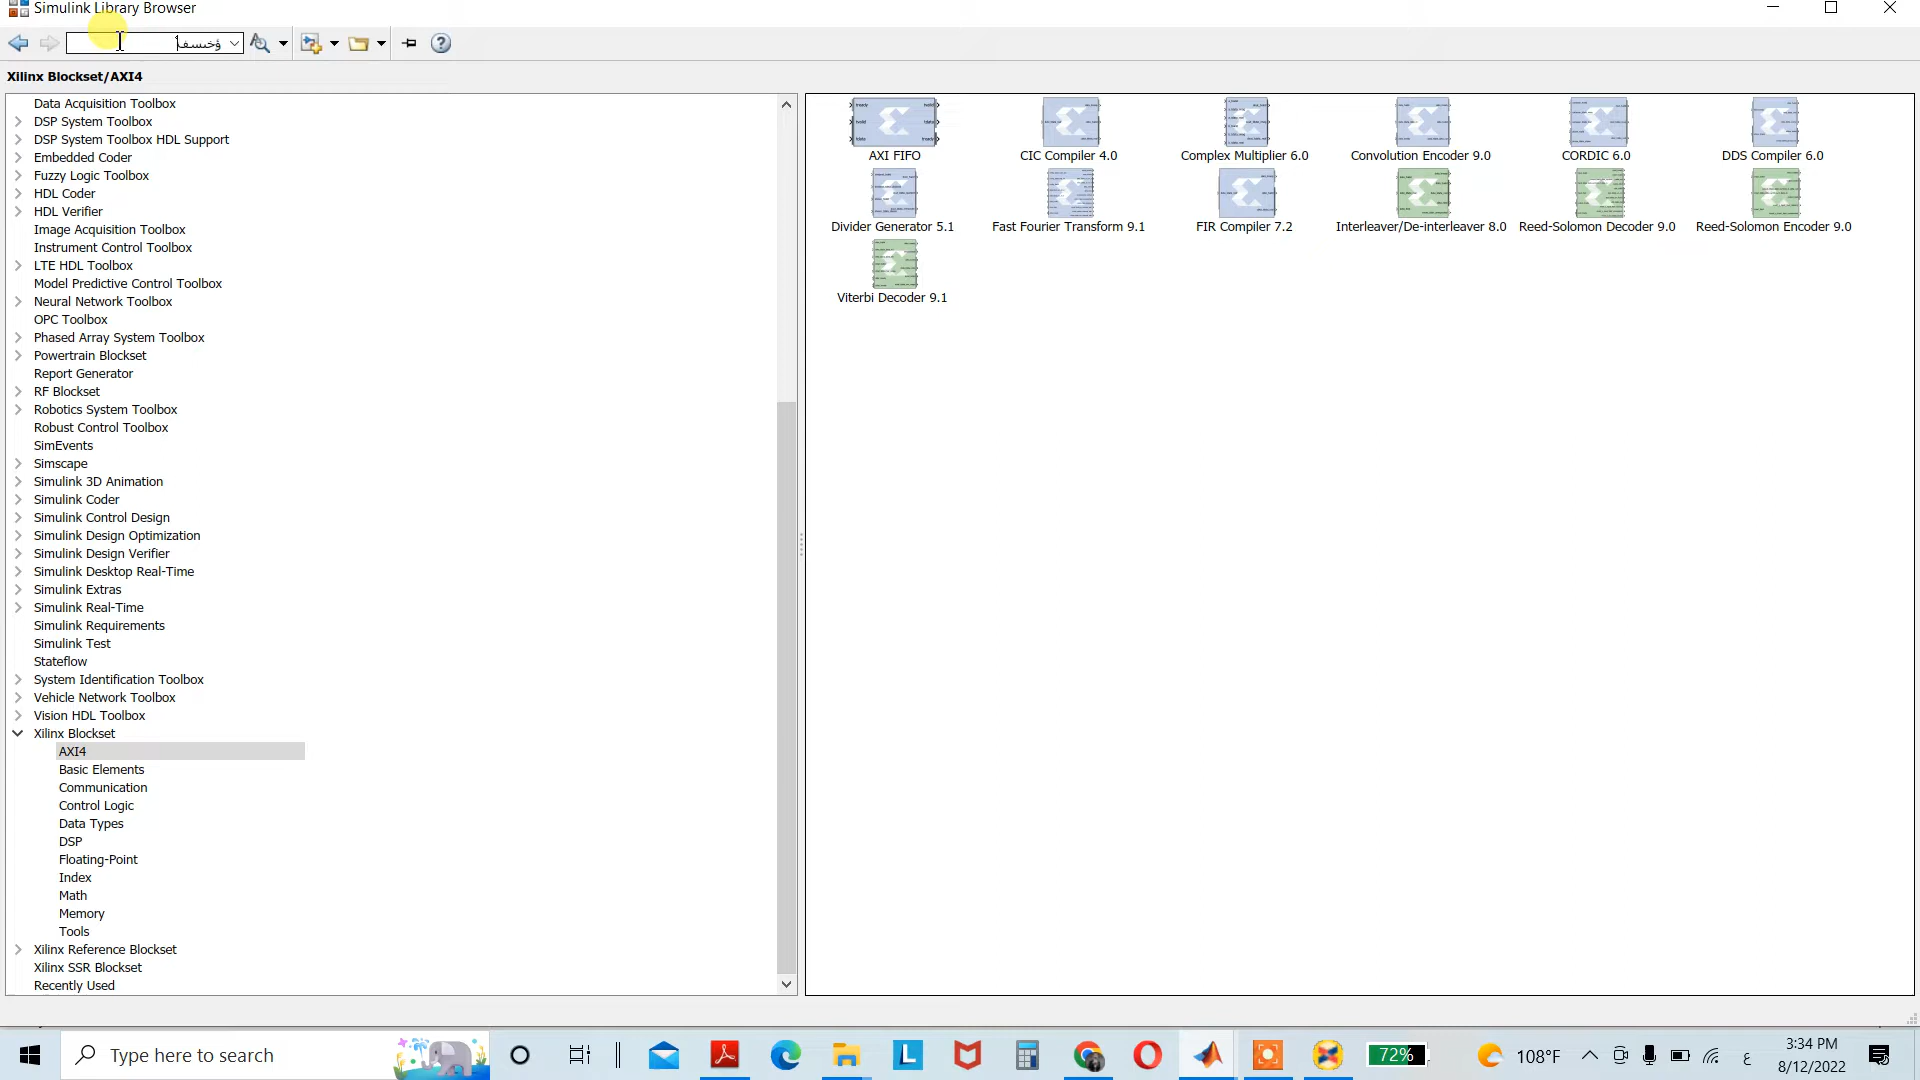 Simulink Library Browser
ؤخىسفشا
Xilinx Blockset/AXI4
Data Acquisition Toolbox
DSP System Toolbox
DSP System Toolbox HDL Support
Embedded Coder
Fuzzy Logic Toolbox
HDL Coder
HDL Verifier
Image Acquisition Toolbox
Instrument Control Toolbox
LTE HDL Toolbox
Model Predictive Control Toolbox
Neural Network Toolbox
OPC Toolbox
Phased Array System Toolbox
Powertrain Blockset
Report Generator
RF Blockset
Robotics System Toolbox
Robust Control Toolbox
SimEvents
Simscape
Simulink 3D Animation
Simulink Coder
Simulink Control Design
Simulink Design Optimization
Simulink Design Verifier
Simulink Desktop Real-Time
Simulink Extras
Simulink Real-Time
Simulink Requirements
Simulink Test
Stateflow
System Identification Toolbox
Vehicle Network Toolbox
Vision HDL Toolbox
Xilinx Blockset
AXI4
Basic Elements
Communication
Control Logic
Data Types
DSP
Floating-Point
Index
Math
Memory
Tools
Xilinx Reference Blockset
Xilinx SSR Blockset
Recently Used
AXI FIFO
CIC Compiler 4.0
Complex Multiplier 6.0
Convolution Encoder 9.0
CORDIC 6.0
DDS Compiler 6.0
Divider Generator 5.1
Fast Fourier Transform 9.1
FIR Compiler 7.2
Interleaver/De-interleaver 8.0
Reed-Solomon Decoder 9.0
Reed-Solomon Encoder 9.0
Viterbi Decoder 9.1
Type here to search
72%
108°F
ع
3:34 PM
8/12/2022